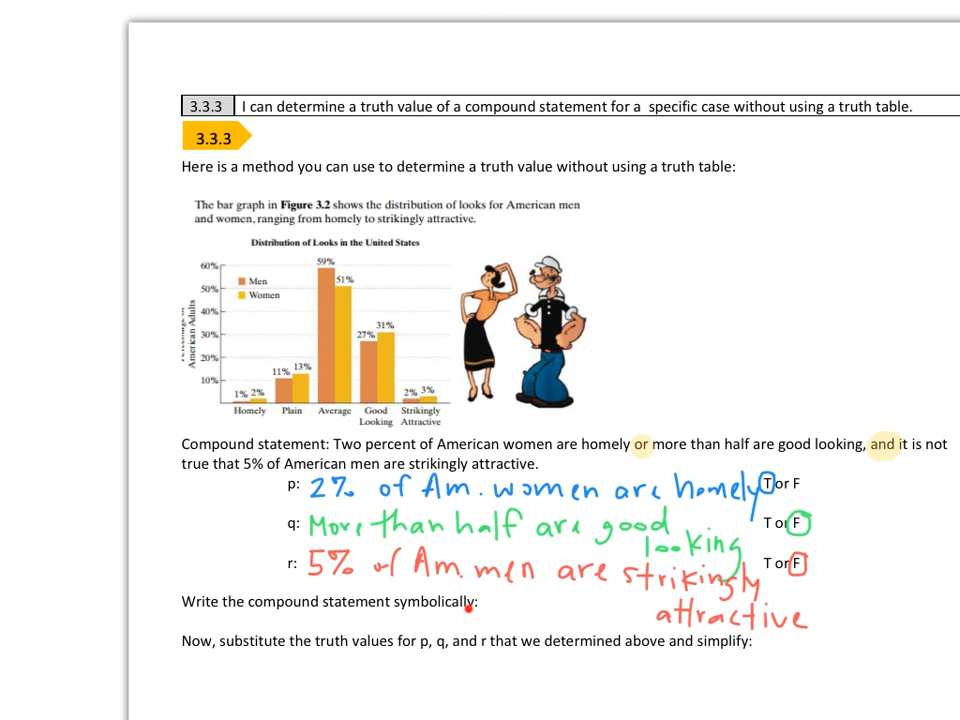 3.3.3 I can determine a truth value of a compound statement for a specific case without using a truth table.
3.3.3
Here is a method you can use to determine a truth value without using a truth table:
The bar graph in Figure 3.2 shows the distribution of looks for American men
and women, ranging from homely to strikingly attractive.
Distribution of Looks in the United States
American Adults
60%
50%
40%
30%
20%
10%
Men
Women
1% 2%
11% 13%
59% 51%
27% 31%
2% 3%
Homely Plain Average Good Strikingly
Looking Attractive
Compound statement: Two percent of American women are homely or more than half are good looking, and it is not
true that 5% of American men are strikingly attractive.
p: 2% of Am. women are homely T or F
q: More than half are good T or F
looking
r: 5% of Am. men are strikingly T or F
attractive
Write the compound statement symbolically:
Now, substitute the truth values for p, q, and r that we determined above and simplify: